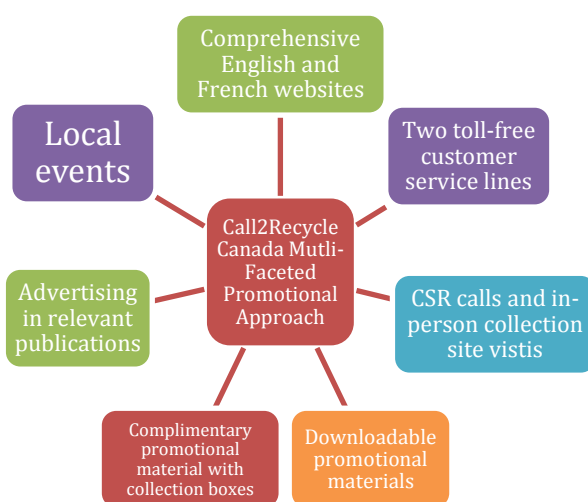 Comprehensive
English and
French websites
Local
events
Two toll-free
customer
service lines
Call2Recycle
Canada Mutli-
Faceted
Promotional
Approach
Advertising
in relevant
publications
CSR calls and in-
person collection
site vistis
Complimentary
promotional
material with
collection boxes
Downloadable
promotional
materials